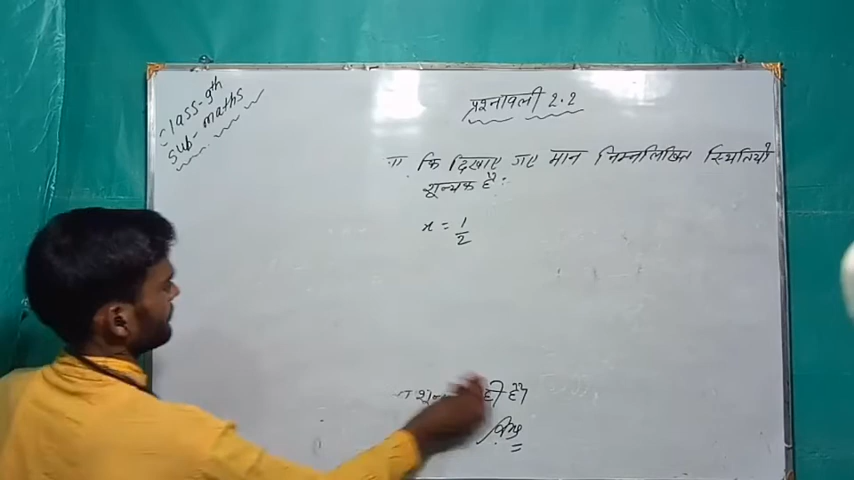 Class-9th
Sub-maths
प्रश्नावली 2.2
कि दिखाए गए मान निम्नलिखित स्थितियों
शून्यक है:
x = 1/2
ही है